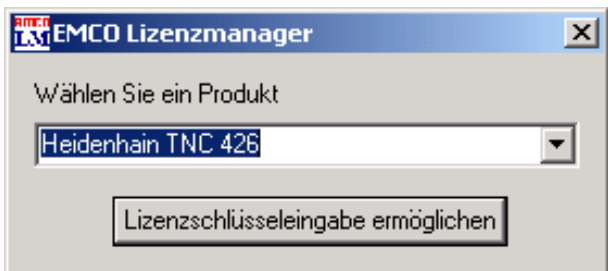 EMCO Lizenzmanager
Wählen Sie ein Produkt
Heidenhain TNC 426
Lizenzschlüsseleingabe ermöglichen